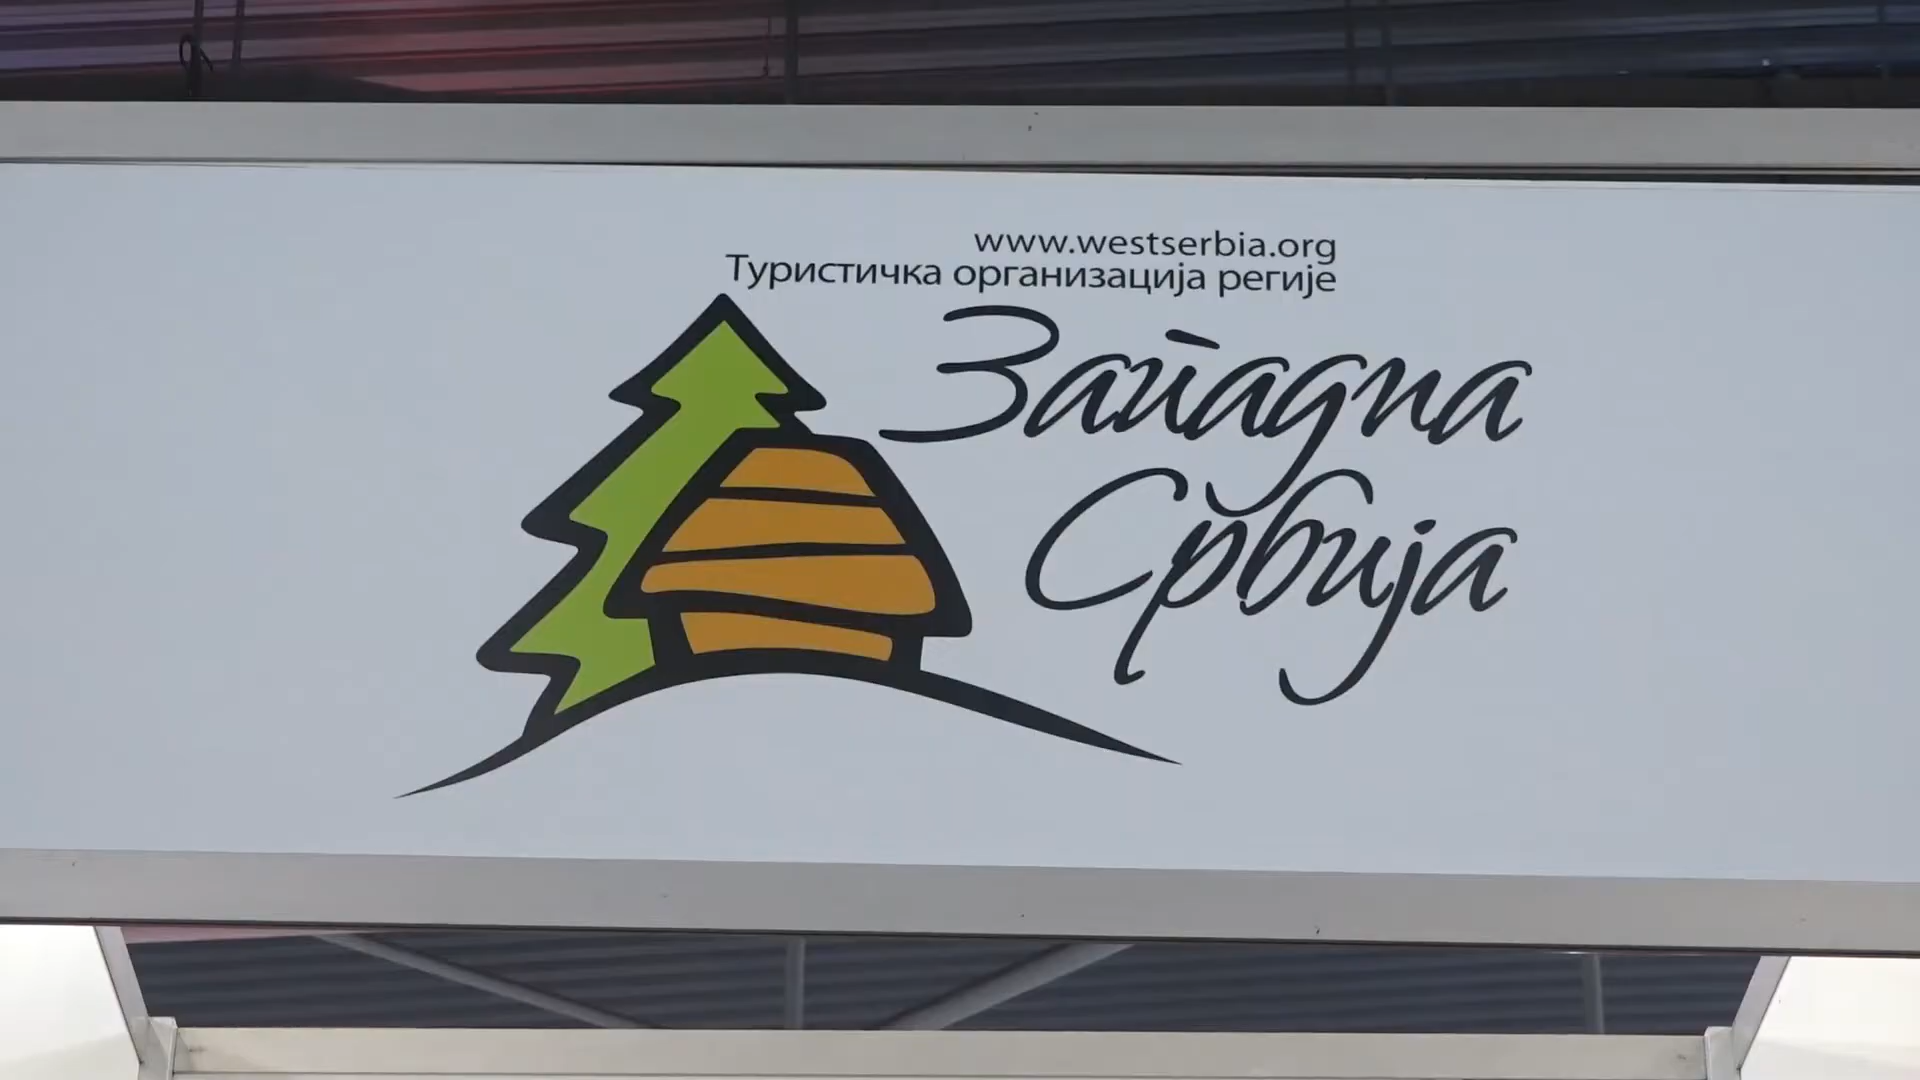 www.westserbia.org
Туристичка организација регије
Западна
Србија